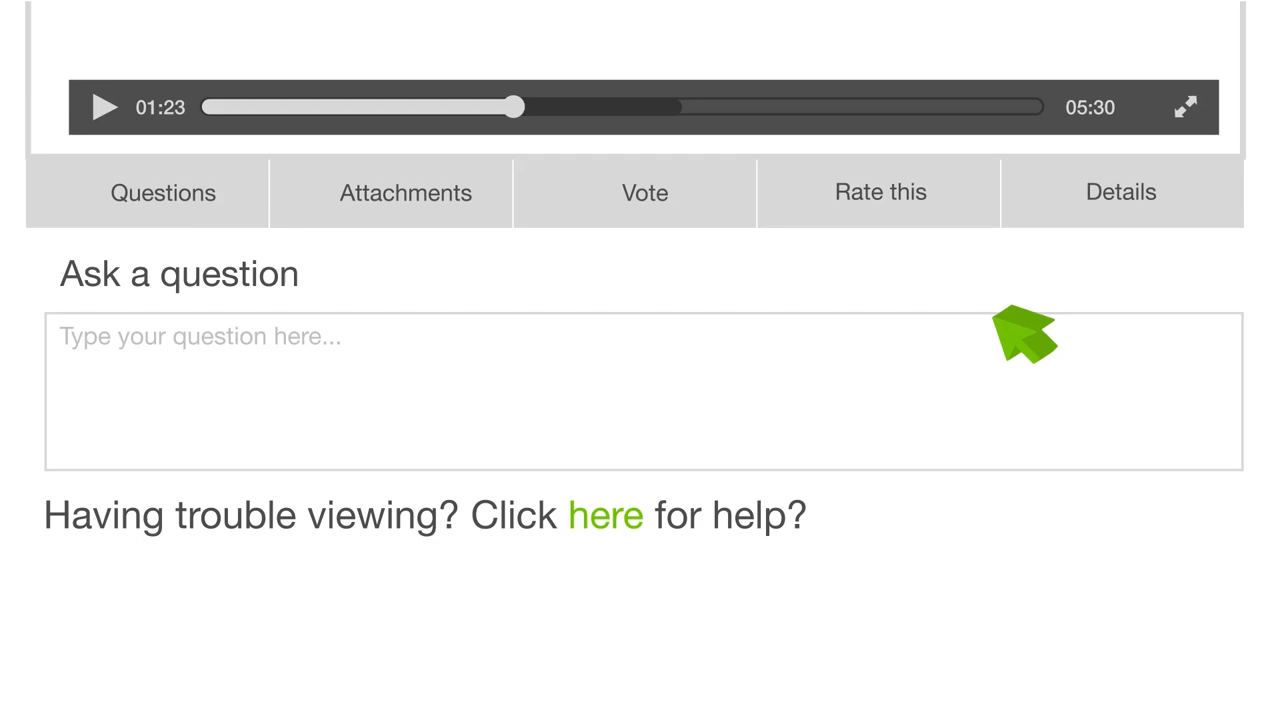 01:23 05:30
Questions Attachments Vote Rate this Details
Ask a question
Type your question here...
Having trouble viewing? Click here for help?